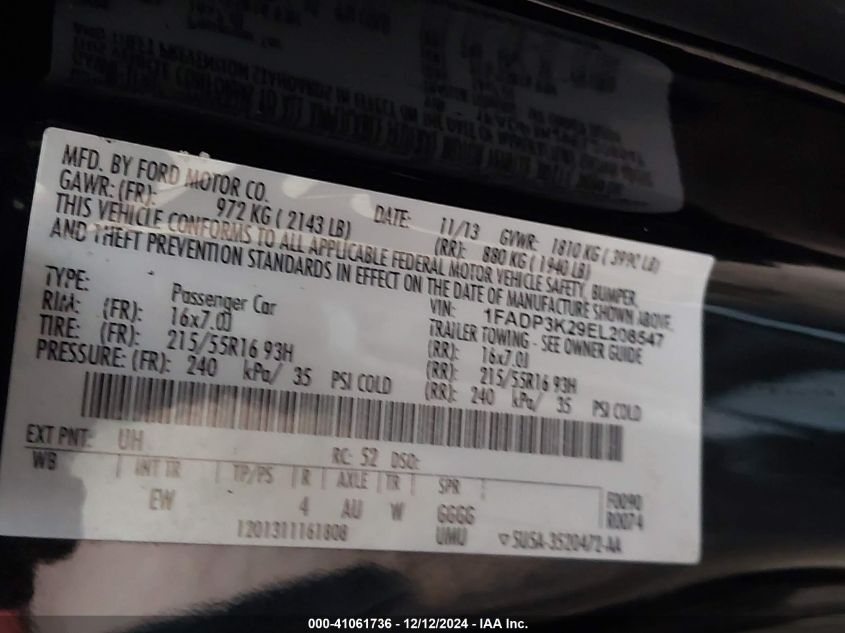 MFD. BY FORD MOTOR CO.
DATE: 11/13 GVWR: 1810 KG ( 3990 LB)
GAWR: (FR): 972 KG ( 2143 LB) (RR): 880 KG ( 1940 LB)
THIS VEHICLE CONFORMS TO ALL APPLICABLE FEDERAL MOTOR VEHICLE SAFETY, BUMPER,
AND THEFT PREVENTION STANDARDS IN EFFECT ON THE DATE OF MANUFACTURE SHOWN ABOVE.
VIN: 1FADP3K29EL208547
TYPE: Passenger Car TRAILER TOWING - SEE OWNER GUIDE
RIM: (FR): 16x7.0J (RR): 16x7.0J
TIRE: (FR): 215/55R16 93H (RR): 215/55R16 93H
PRESSURE: (FR): 240 kPa/ 35 PSI COLD (RR): 240 kPa/ 35 PSI COLD
EXT PNT: UH RC: 52 DSO:
WB INT TR TP/PS R AXLE TR SPR
EW 4 AU W GGGG F0090
R0074
1201311161808 UMU 5U5A-3520472-AA
000-41061736 - 12/12/2024 - IAA Inc.